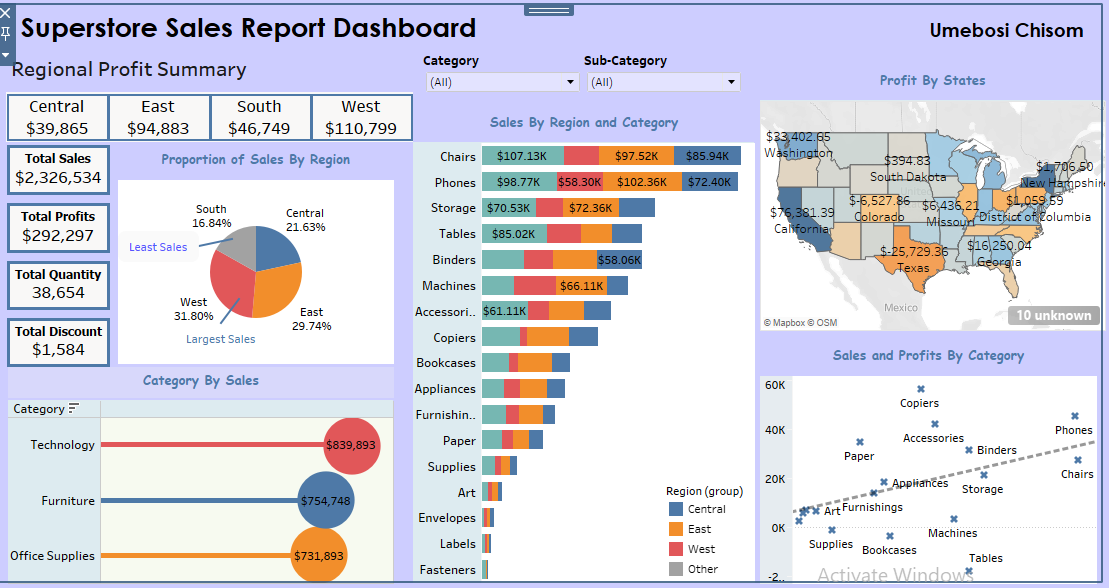 Superstore Sales Report Dashboard
Umebosi Chisom
Regional Profit Summary
Central
$39,865
East
$94,883
South
$46,749
West
$110,799
Total Sales
$2,326,534
Total Profits
$292,297
Total Quantity
38,654
Total Discount
$1,584
Proportion of Sales By Region
South
16.84%
Central
21.63%
Least Sales
West
31.80%
East
29.74%
Largest Sales
Category By Sales
Category
Technology
$839,893
Furniture
$754,748
Office Supplies
$731,893
Category
(All)
Sub-Category
(All)
Sales By Region and Category
Chairs $107.13K $97.52K $85.94K
Phones $98.77K $58.30K $102.36K $72.40K
Storage $70.53K $72.36K
Tables $85.02K
Binders $58.06K
Machines $66.11K
Accessori.. $61.11K
Copiers
Bookcases
Appliances
Furnishin..
Paper
Supplies
Art
Envelopes
Labels
Fasteners
Region (group)
Central
East
West
Other
Profit By States
$33,402.65
Washington
$394.83
South Dakota
$1,706.50
New Hampshire
$76,381.39
California
$-6,527.86
Colorado
$6,436.21
Missouri
$1,059.59
District of Columbia
$-25,729.36
Texas
$16,250.04
Georgia
Mexico
© Mapbox © OSM
10 unknown
Sales and Profits By Category
60K
40K
20K
0K
-2..
Copiers
Phones
Accessories
Paper
Binders
Chairs
Appliances
Storage
Furnishings
Art
Machines
Supplies
Bookcases
Tables
Activate Windows